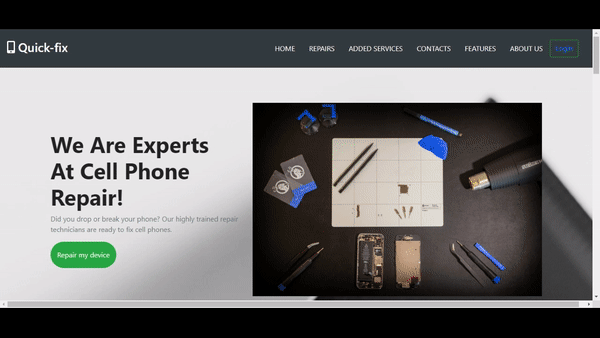 Quick-fix
HOME REPAIRS ADDED SERVICES CONTACTS FEATURES ABOUT US Login
We Are Experts
At Cell Phone
Repair!
Did you drop or break your phone? Our highly trained repair
technicians are ready to fix cell phones.
Repair my device